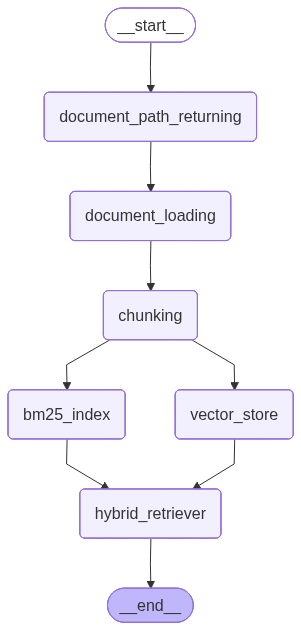 __start__
document_path_returning
document_loading
chunking
bm25_index
vector_store
hybrid_retriever
__end__